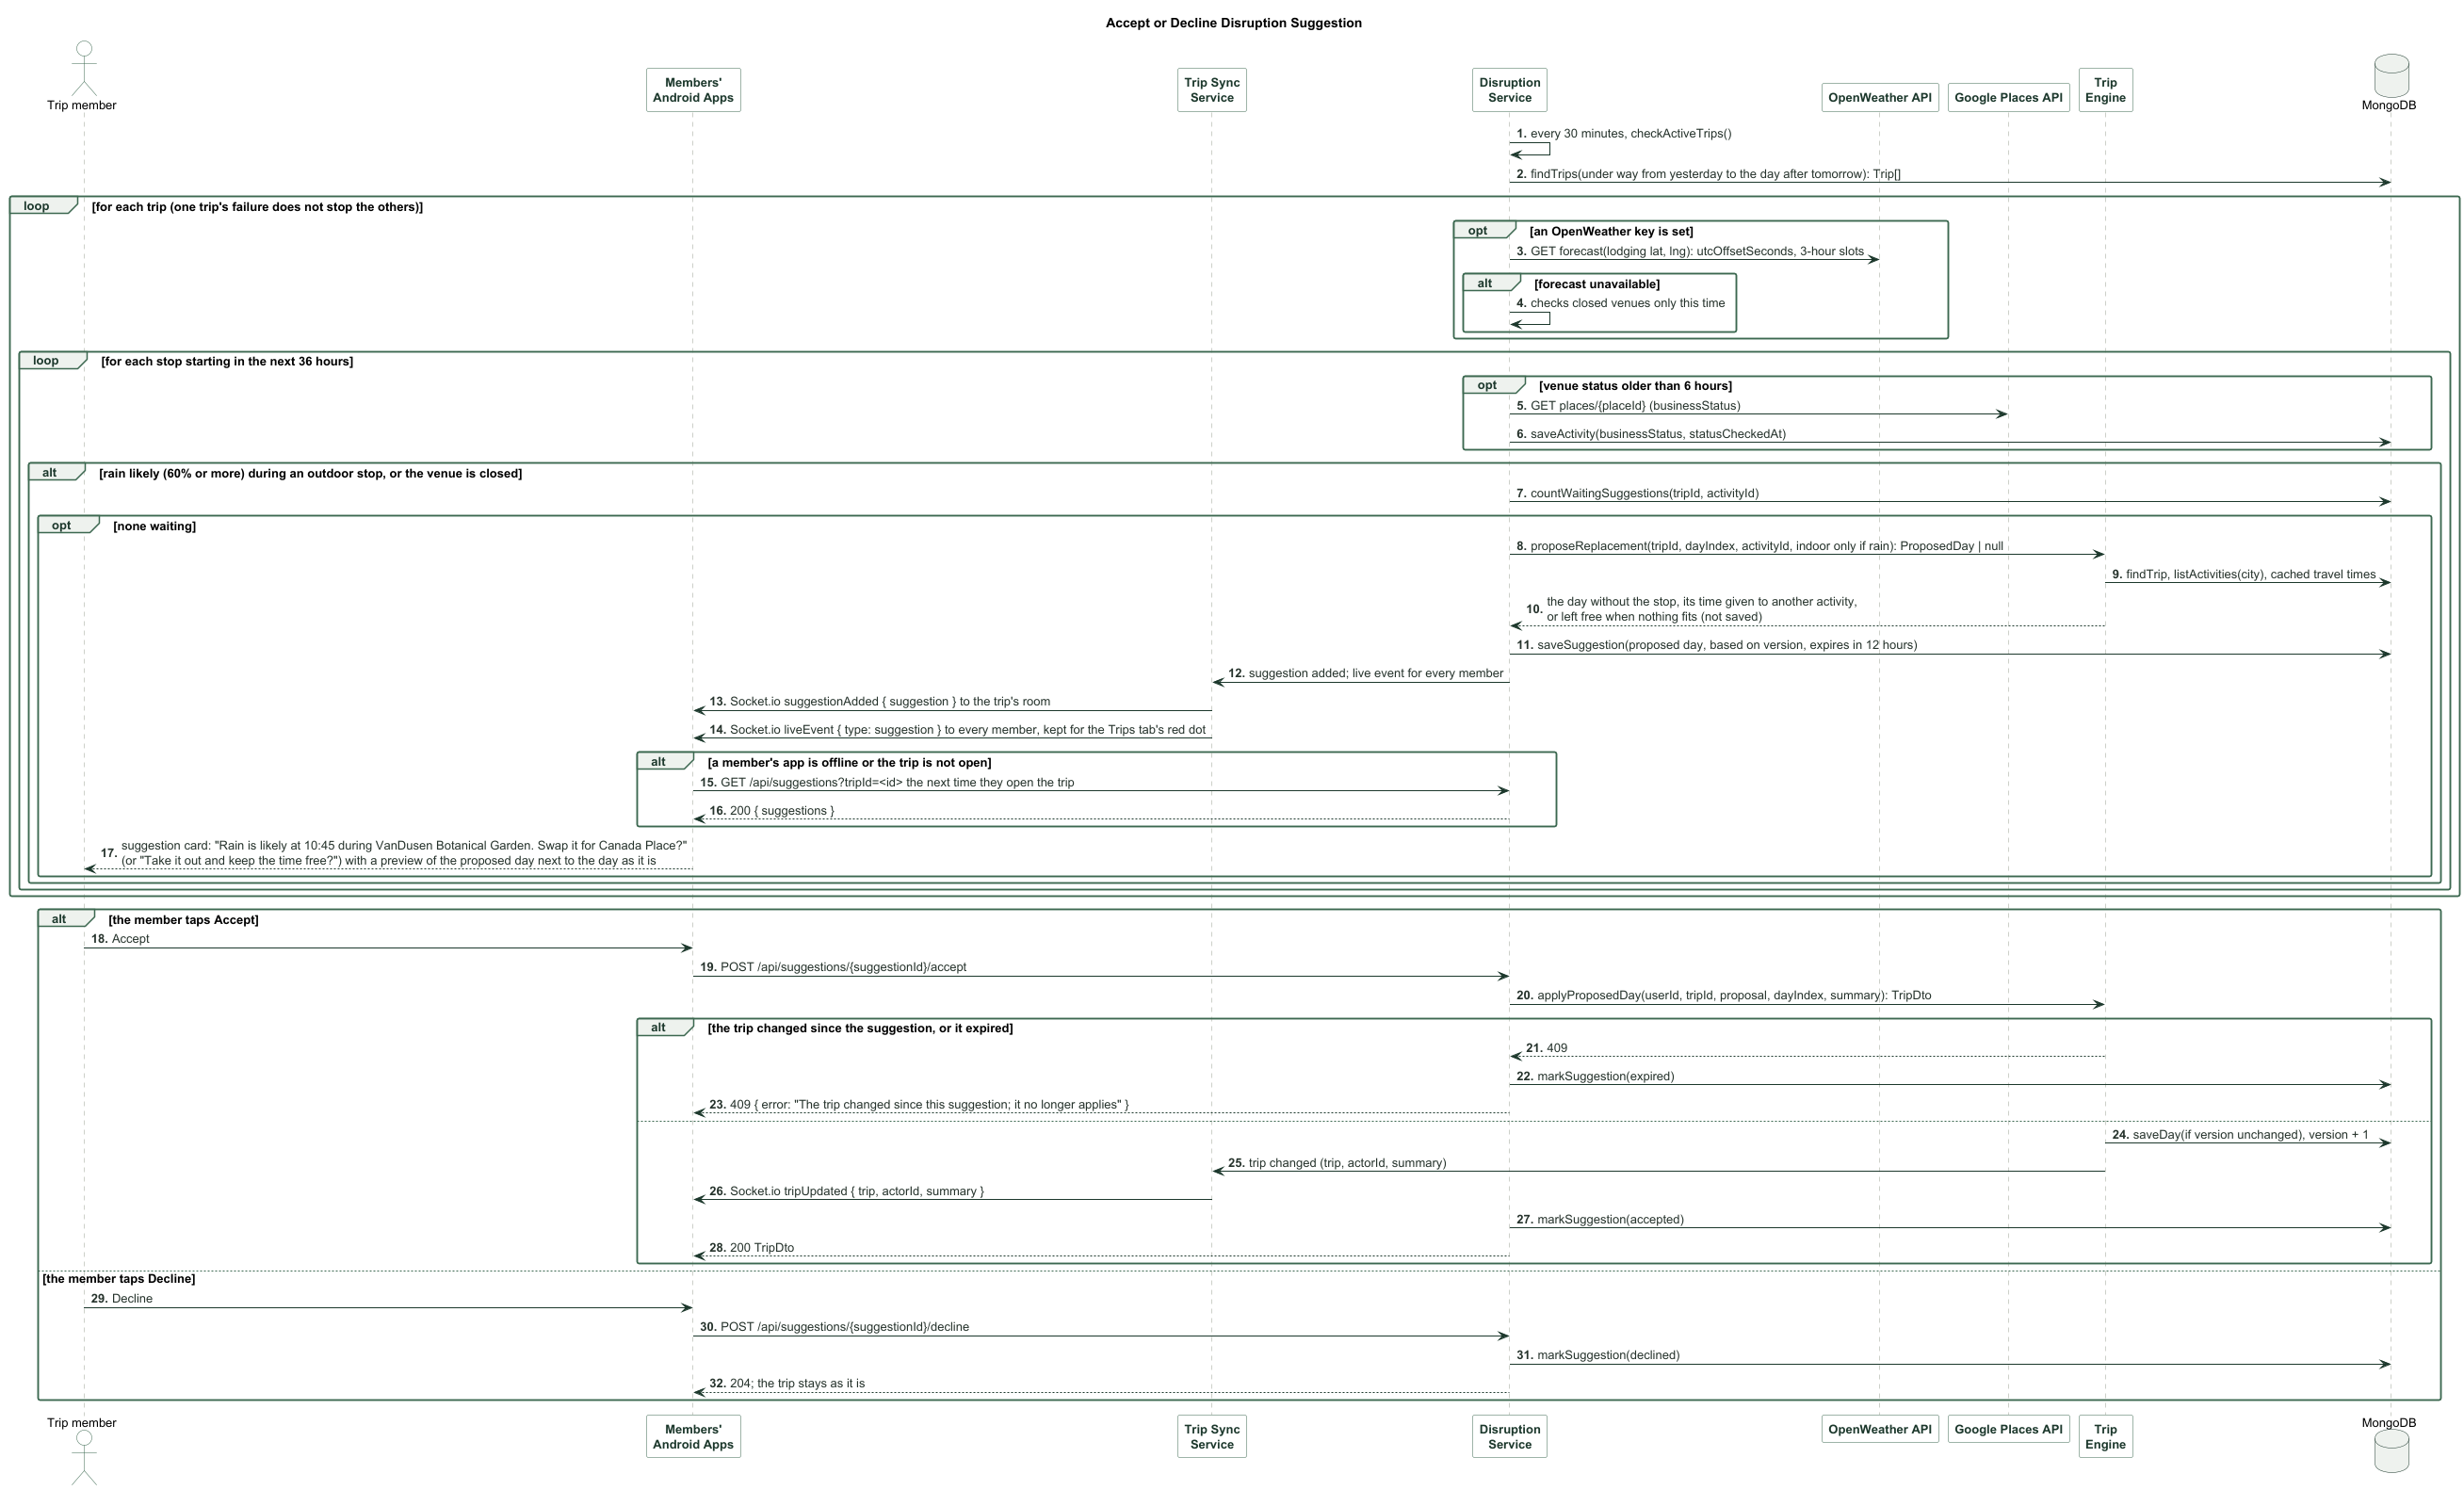 Accept or Decline Disruption Suggestion
Trip member
Members'
Android Apps
Trip Sync
Service
Disruption
Service
OpenWeather API
Google Places API
Trip
Engine
MongoDB
1. every 30 minutes, checkActiveTrips()
2. findTrips(under way from yesterday to the day after tomorrow): Trip[]
loop [for each trip (one trip's failure does not stop the others)]
opt [an OpenWeather key is set]
3. GET forecast(lodging lat, lng): utcOffsetSeconds, 3-hour slots
alt [forecast unavailable]
4. checks closed venues only this time
loop [for each stop starting in the next 36 hours]
opt [venue status older than 6 hours]
5. GET places/{placeId} (businessStatus)
6. saveActivity(businessStatus, statusCheckedAt)
alt [rain likely (60% or more) during an outdoor stop, or the venue is closed]
7. countWaitingSuggestions(tripId, activityId)
opt [none waiting]
8. proposeReplacement(tripId, dayIndex, activityId, indoor only if rain): ProposedDay | null
9. findTrip, listActivities(city), cached travel times
10. the day without the stop, its time given to another activity,
or left free when nothing fits (not saved)
11. saveSuggestion(proposed day, based on version, expires in 12 hours)
12. suggestion added; live event for every member
13. Socket.io suggestionAdded { suggestion } to the trip's room
14. Socket.io liveEvent { type: suggestion } to every member, kept for the Trips tab's red dot
alt [a member's app is offline or the trip is not open]
15. GET /api/suggestions?tripId=<id> the next time they open the trip
16. 200 { suggestions }
17. suggestion card: "Rain is likely at 10:45 during VanDusen Botanical Garden. Swap it for Canada Place?"
(or "Take it out and keep the time free?") with a preview of the proposed day next to the day as it is
alt [the member taps Accept]
18. Accept
19. POST /api/suggestions/{suggestionId}/accept
20. applyProposedDay(userId, tripId, proposal, dayIndex, summary): TripDto
alt [the trip changed since the suggestion, or it expired]
21. 409
22. markSuggestion(expired)
23. 409 { error: "The trip changed since this suggestion; it no longer applies" }
24. saveDay(if version unchanged), version + 1
25. trip changed (trip, actorId, summary)
26. Socket.io tripUpdated { trip, actorId, summary }
27. markSuggestion(accepted)
28. 200 TripDto
[the member taps Decline]
29. Decline
30. POST /api/suggestions/{suggestionId}/decline
31. markSuggestion(declined)
32. 204; the trip stays as it is
Trip member
Members'
Android Apps
Trip Sync
Service
Disruption
Service
OpenWeather API
Google Places API
Trip
Engine
MongoDB